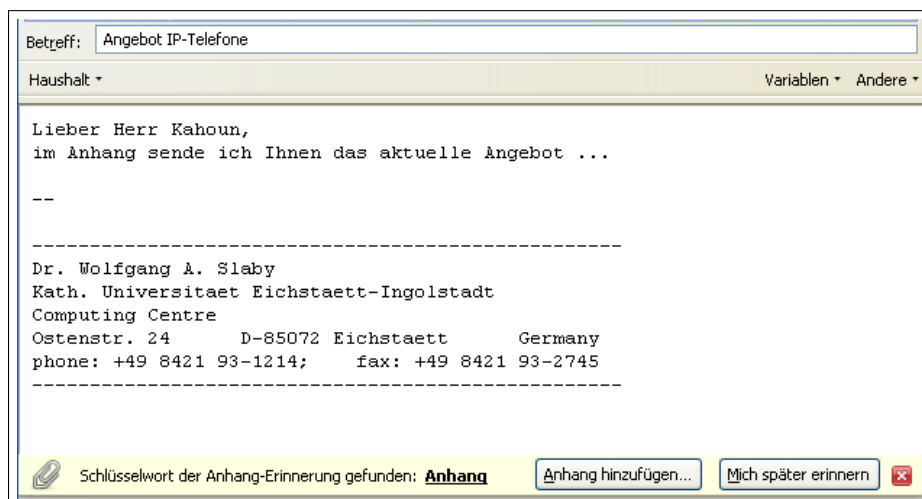 Betreff: Angebot IP-Telefone
Haushalt Variablen Andere
Lieber Herr Kahoun,
im Anhang sende ich Ihnen das aktuelle Angebot ...
--
---------------------------------------------------
Dr. Wolfgang A. Slaby
Kath. Universitaet Eichstaett-Ingolstadt
Computing Centre
Ostenstr. 24 D-85072 Eichstaett Germany
phone: +49 8421 93-1214; fax: +49 8421 93-2745
---------------------------------------------------
Schlüsselwort der Anhang-Erinnerung gefunden: Anhang Anhang hinzufügen... Mich später erinnern